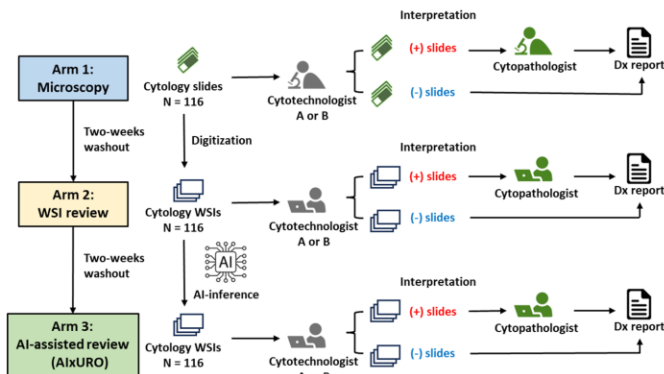 Interpretation
Arm 1:
Microscopy
Cytology slides
N = 116
Cytotechnologist
A or B
(+) slides
(-) slides
Cytopathologist
Dx report
Two-weeks
washout
Digitization
Interpretation
Arm 2:
WSI review
Cytology WSIs
N = 116
Cytotechnologist
A or B
(+) slides
(-) slides
Cytopathologist
Dx report
Two-weeks
washout
AI
AI-inference
Interpretation
Arm 3:
AI-assisted review
(AIxURO)
Cytology WSIs
N = 116
Cytotechnologist
(+) slides
(-) slides
Cytopathologist
Dx report